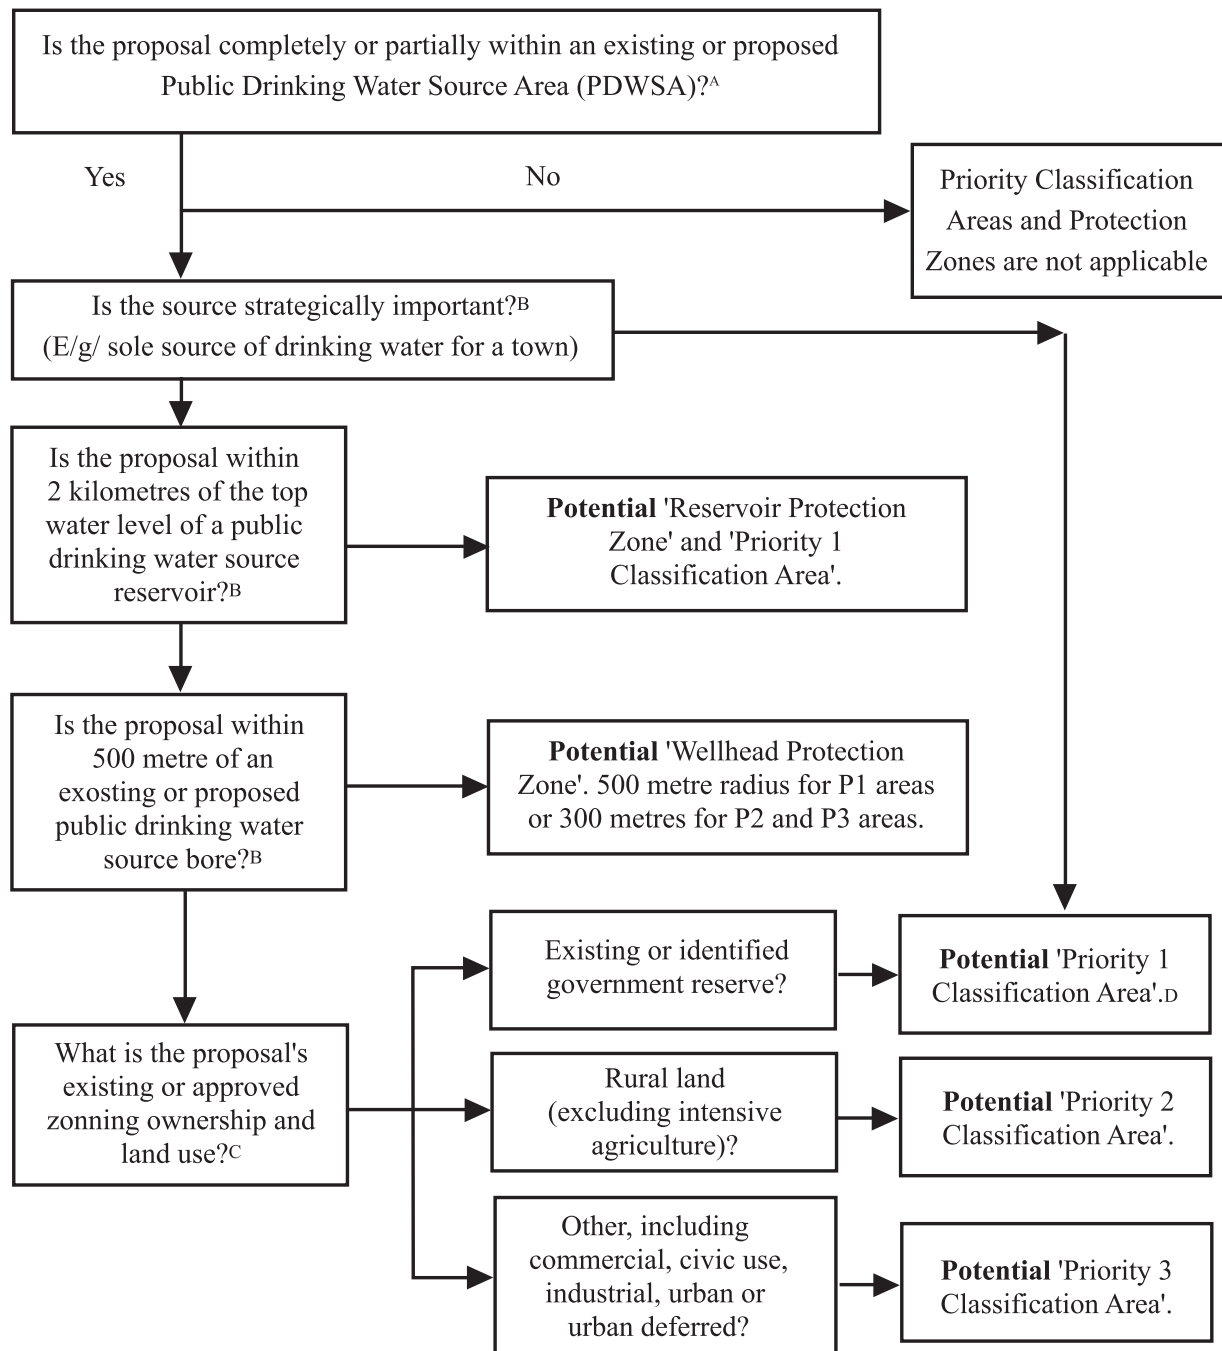 Is the proposal completely or partially within an existing or proposed
Public Drinking Water Source Area (PDWSA)?ᴬ
Yes
No
Priority Classification
Areas and Protection
Zones are not applicable
Is the source strategically important?ᴮ
(E/g/ sole source of drinking water for a town)
Is the proposal within
2 kilometres of the top
water level of a public
drinking water source
reservoir?ᴮ
Potential 'Reservoir Protection
Zone' and 'Priority 1
Classification Area'.
Is the proposal within
500 metre of an
exosting or proposed
public drinking water
source bore?ᴮ
Potential 'Wellhead Protection
Zone'. 500 metre radius for P1 areas
or 300 metres for P2 and P3 areas.
What is the proposal's
existing or approved
zonning ownership and
land use?ᶜ
Existing or identified
government reserve?
Potential 'Priority 1
Classification Area'.D
Rural land
(excluding intensive
agriculture)?
Potential 'Priority 2
Classification Area'.
Other, including
commercial, civic use,
industrial, urban or
urban deferred?
Potential 'Priority 3
Classification Area'.